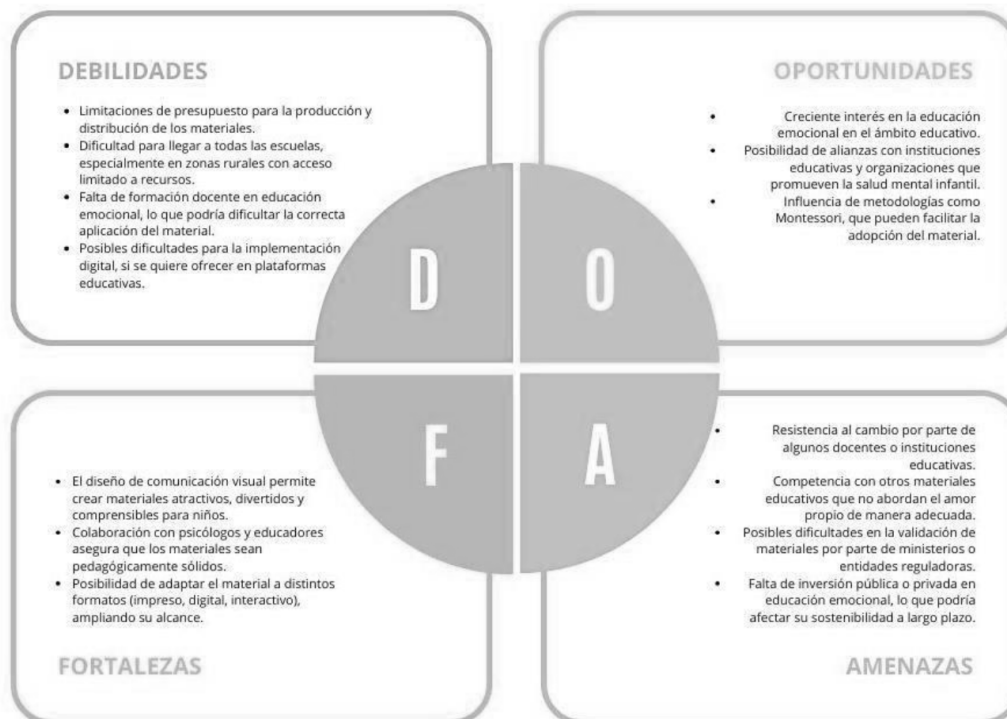 DEBILIDADES
• Limitaciones de presupuesto para la producción y
distribución de los materiales.
• Dificultad para llegar a todas las escuelas,
especialmente en zonas rurales con acceso
limitado a recursos.
• Falta de formación docente en educación
emocional, lo que podría dificultar la correcta
aplicación del material.
• Posibles dificultades para la implementación
digital, si se quiere ofrecer en plataformas
educativas.
OPORTUNIDADES
• Creciente interés en la educación
emocional en el ámbito educativo.
• Posibilidad de alianzas con instituciones
educativas y organizaciones que
promueven la salud mental infantil.
• Influencia de metodologías como
Montessori, que pueden facilitar la
adopción del material.
D
O
F
A
• El diseño de comunicación visual permite
crear materiales atractivos, divertidos y
comprensibles para niños.
• Colaboración con psicólogos y educadores
asegura que los materiales sean
pedagógicamente sólidos.
• Posibilidad de adaptar el material a distintos
formatos (impreso, digital, interactivo),
ampliando su alcance.
FORTALEZAS
• Resistencia al cambio por parte de
algunos docentes o instituciones
educativas.
• Competencia con otros materiales
educativos que no abordan el amor
propio de manera adecuada.
• Posibles dificultades en la validación de
materiales por parte de ministerios o
entidades reguladoras.
• Falta de inversión pública o privada en
educación emocional, lo que podría
afectar su sostenibilidad a largo plazo.
AMENAZAS